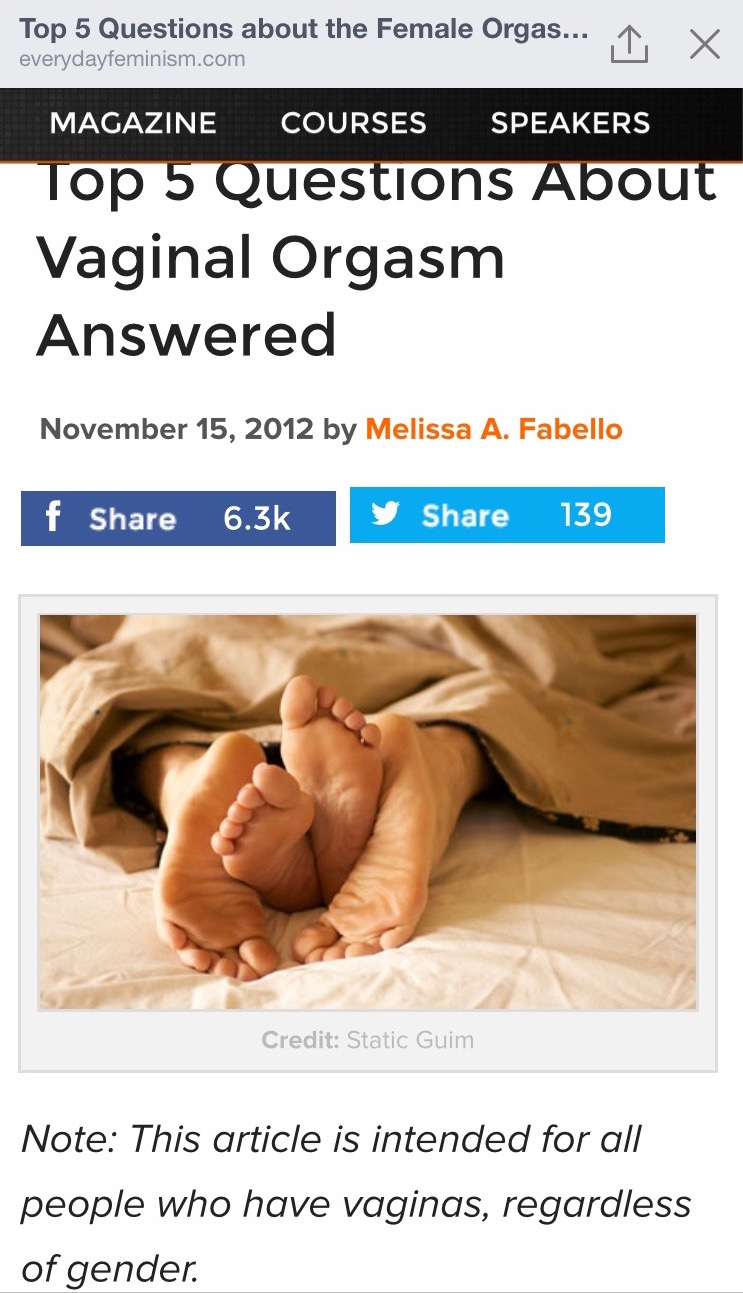 Top 5 Questions about the Female Orgas...
everydayfeminism.com
MAGAZINE COURSES SPEAKERS
Top 5 Questions About
Vaginal Orgasm
Answered
November 15, 2012 by Melissa A. Fabello
f Share 6.3k Share 139
Credit: Static Guim
Note: This article is intended for all
people who have vaginas, regardless
of gender.